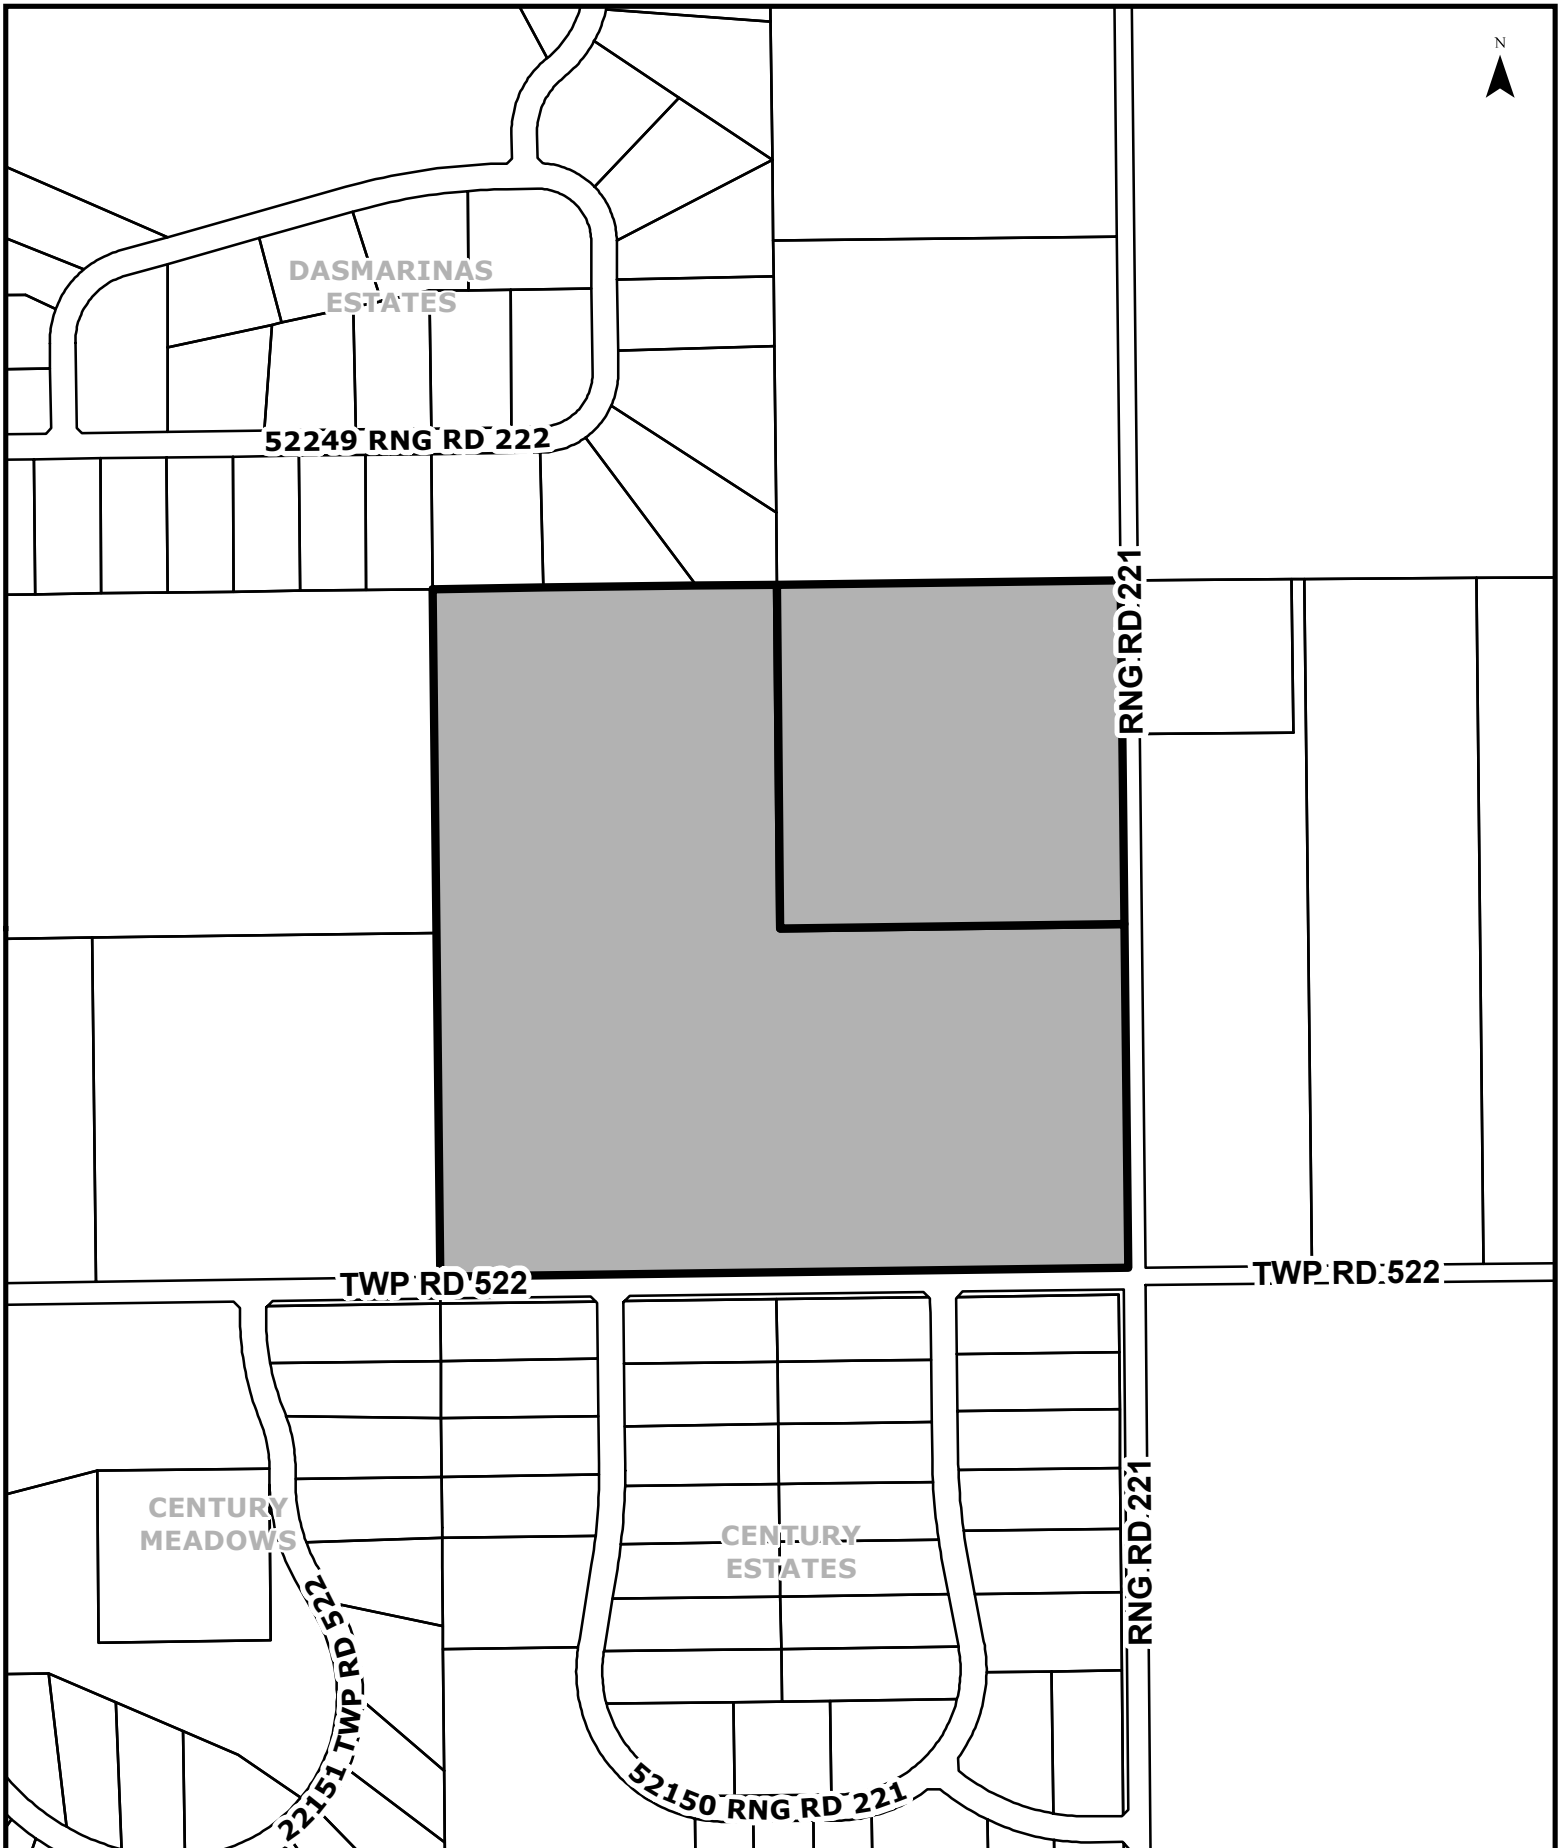 N
DASMARINAS
ESTATES
52249 RNG RD 222
RNG RD 221
TWP RD 522
TWP RD 522
CENTURY
MEADOWS
CENTURY
ESTATES
RNG RD 221
22151 TWP RD 522
52150 RNG RD 221